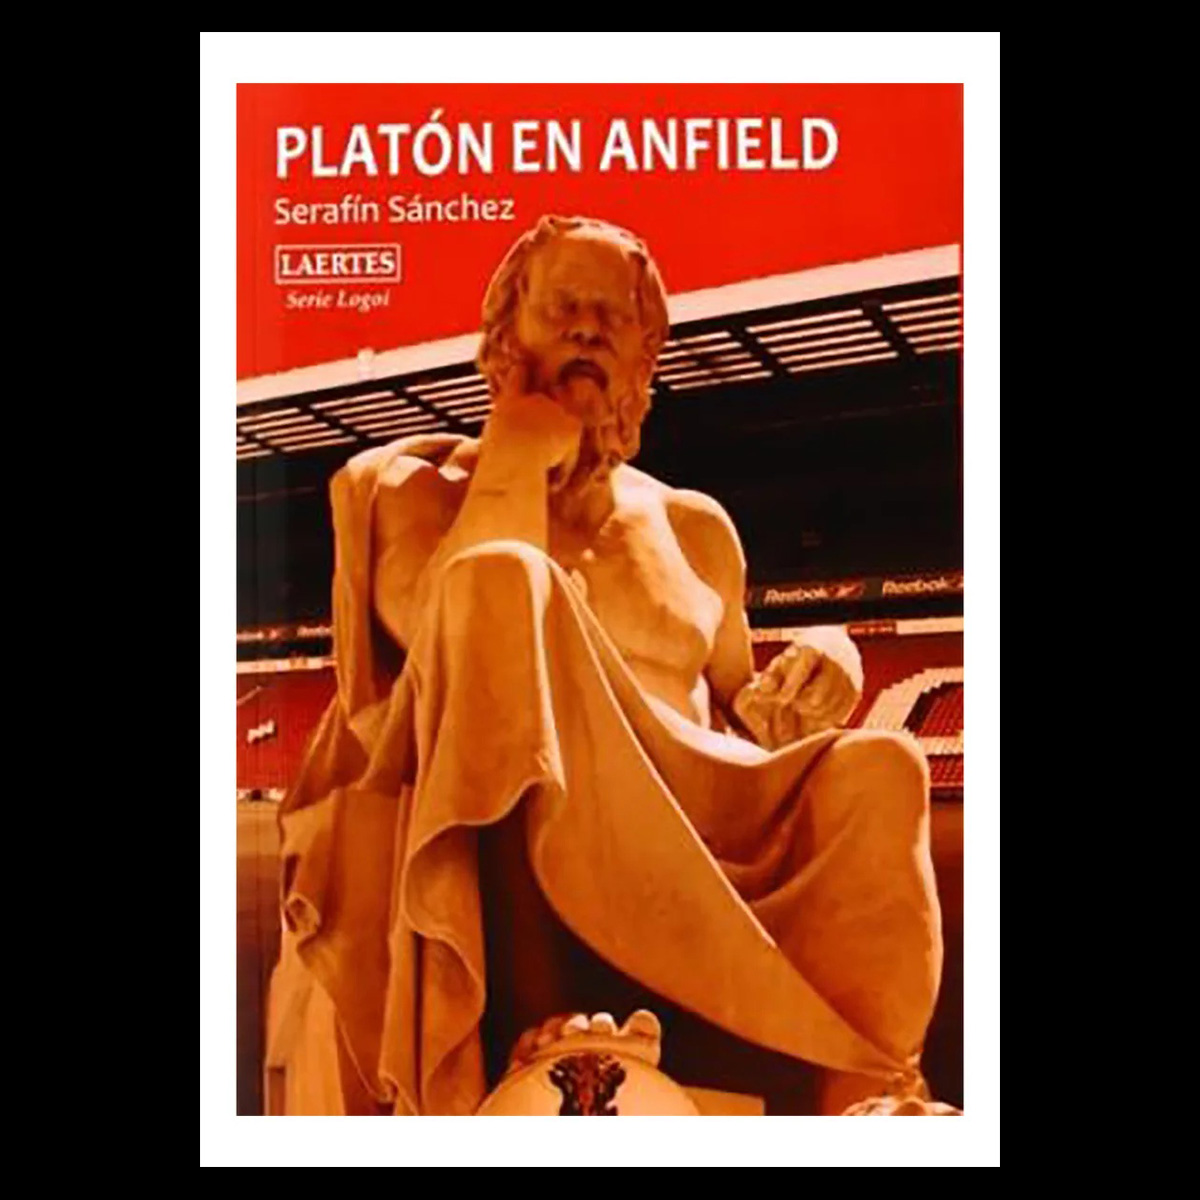 PLATÓN EN ANFIELD
Serafín Sánchez
LAERTES
Serie Logoi
Reebok
Reebok